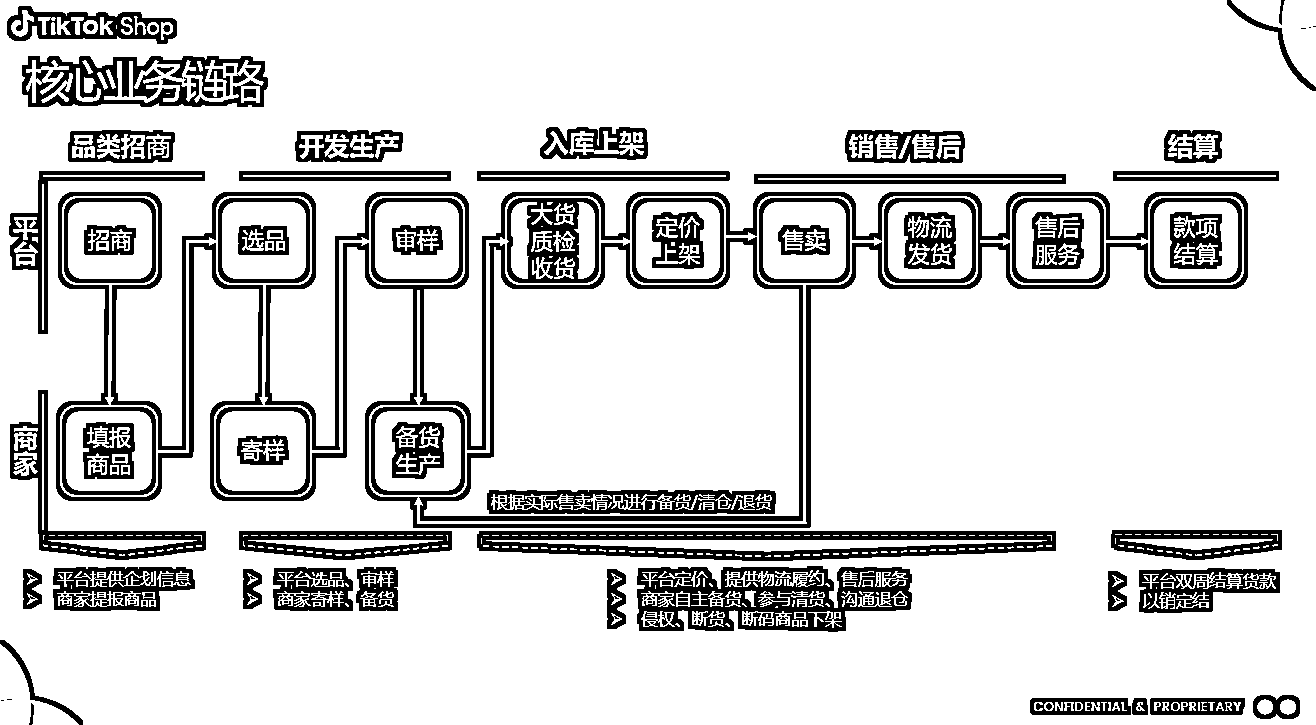 TikTok Shop
核心业务链路
品类招商
开发生产
入库上架
销售/售后
结算
平台
招商
选品
审样
大货
质检
收货
定价
上架
售卖
物流
发货
售后
服务
款项
结算
商家
填报
商品
寄样
备货
生产
根据实际售卖情况进行备货/清仓/退货
平台提供企划信息
商家提报商品
平台选品、审样
商家寄样、备货
平台定价、提供物流履约、售后服务
商家自主备货、参与清货、沟通退仓
侵权、断货、断码商品下架
平台双周结算货款
以销定结
CONFIDENTIAL & PROPRIETARY